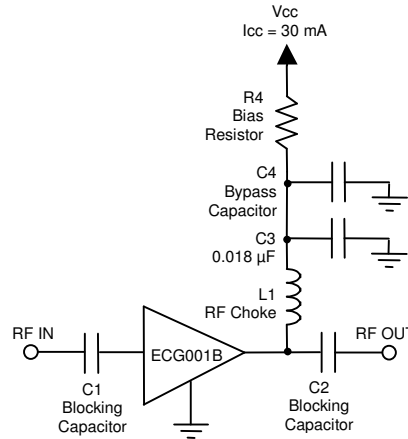 Vcc
Icc = 30 mA
R4
Bias
Resistor
C4
Bypass
Capacitor
C3
0.018 µF
L1
RF Choke
RF IN
ECG001B
RF OUT
C1
Blocking
Capacitor
C2
Blocking
Capacitor